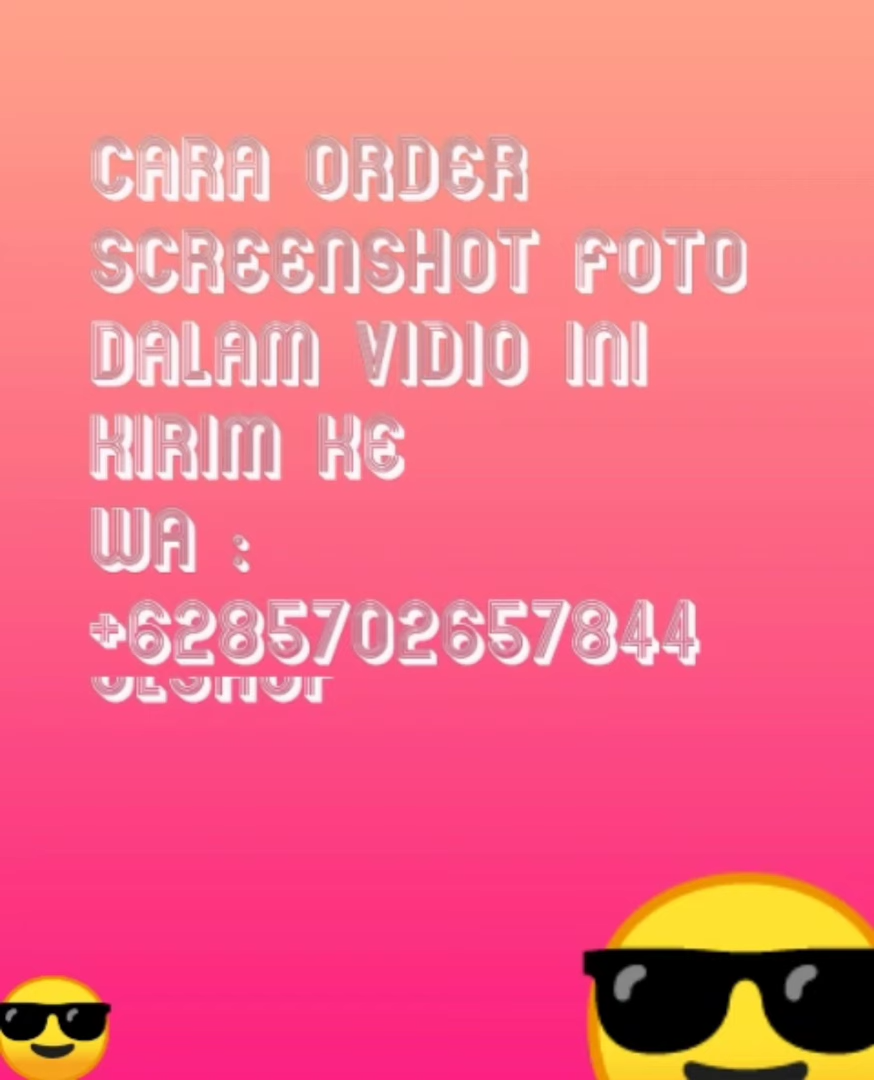 CARA ORDER
SCREENSHOT FOTO
DALAM VIDIO INI
KIRIM KE
WA :
+6285702657844